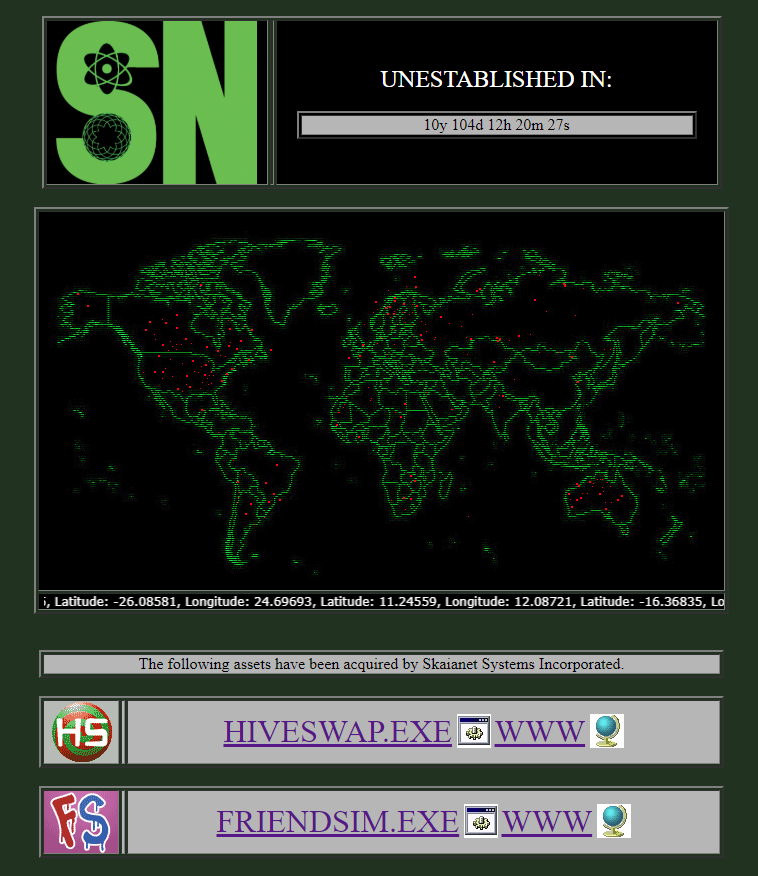 SN
UNESTABLISHED IN:
10y 104d 12h 20m 27s
, Latitude: -26.08581, Longitude: 24.69693, Latitude: 11.24559, Longitude: 12.08721, Latitude: -16.36835, Lo
The following assets have been acquired by Skaianet Systems Incorporated.
HS HIVESWAP.EXE WWW
FS FRIENDSIM.EXE WWW